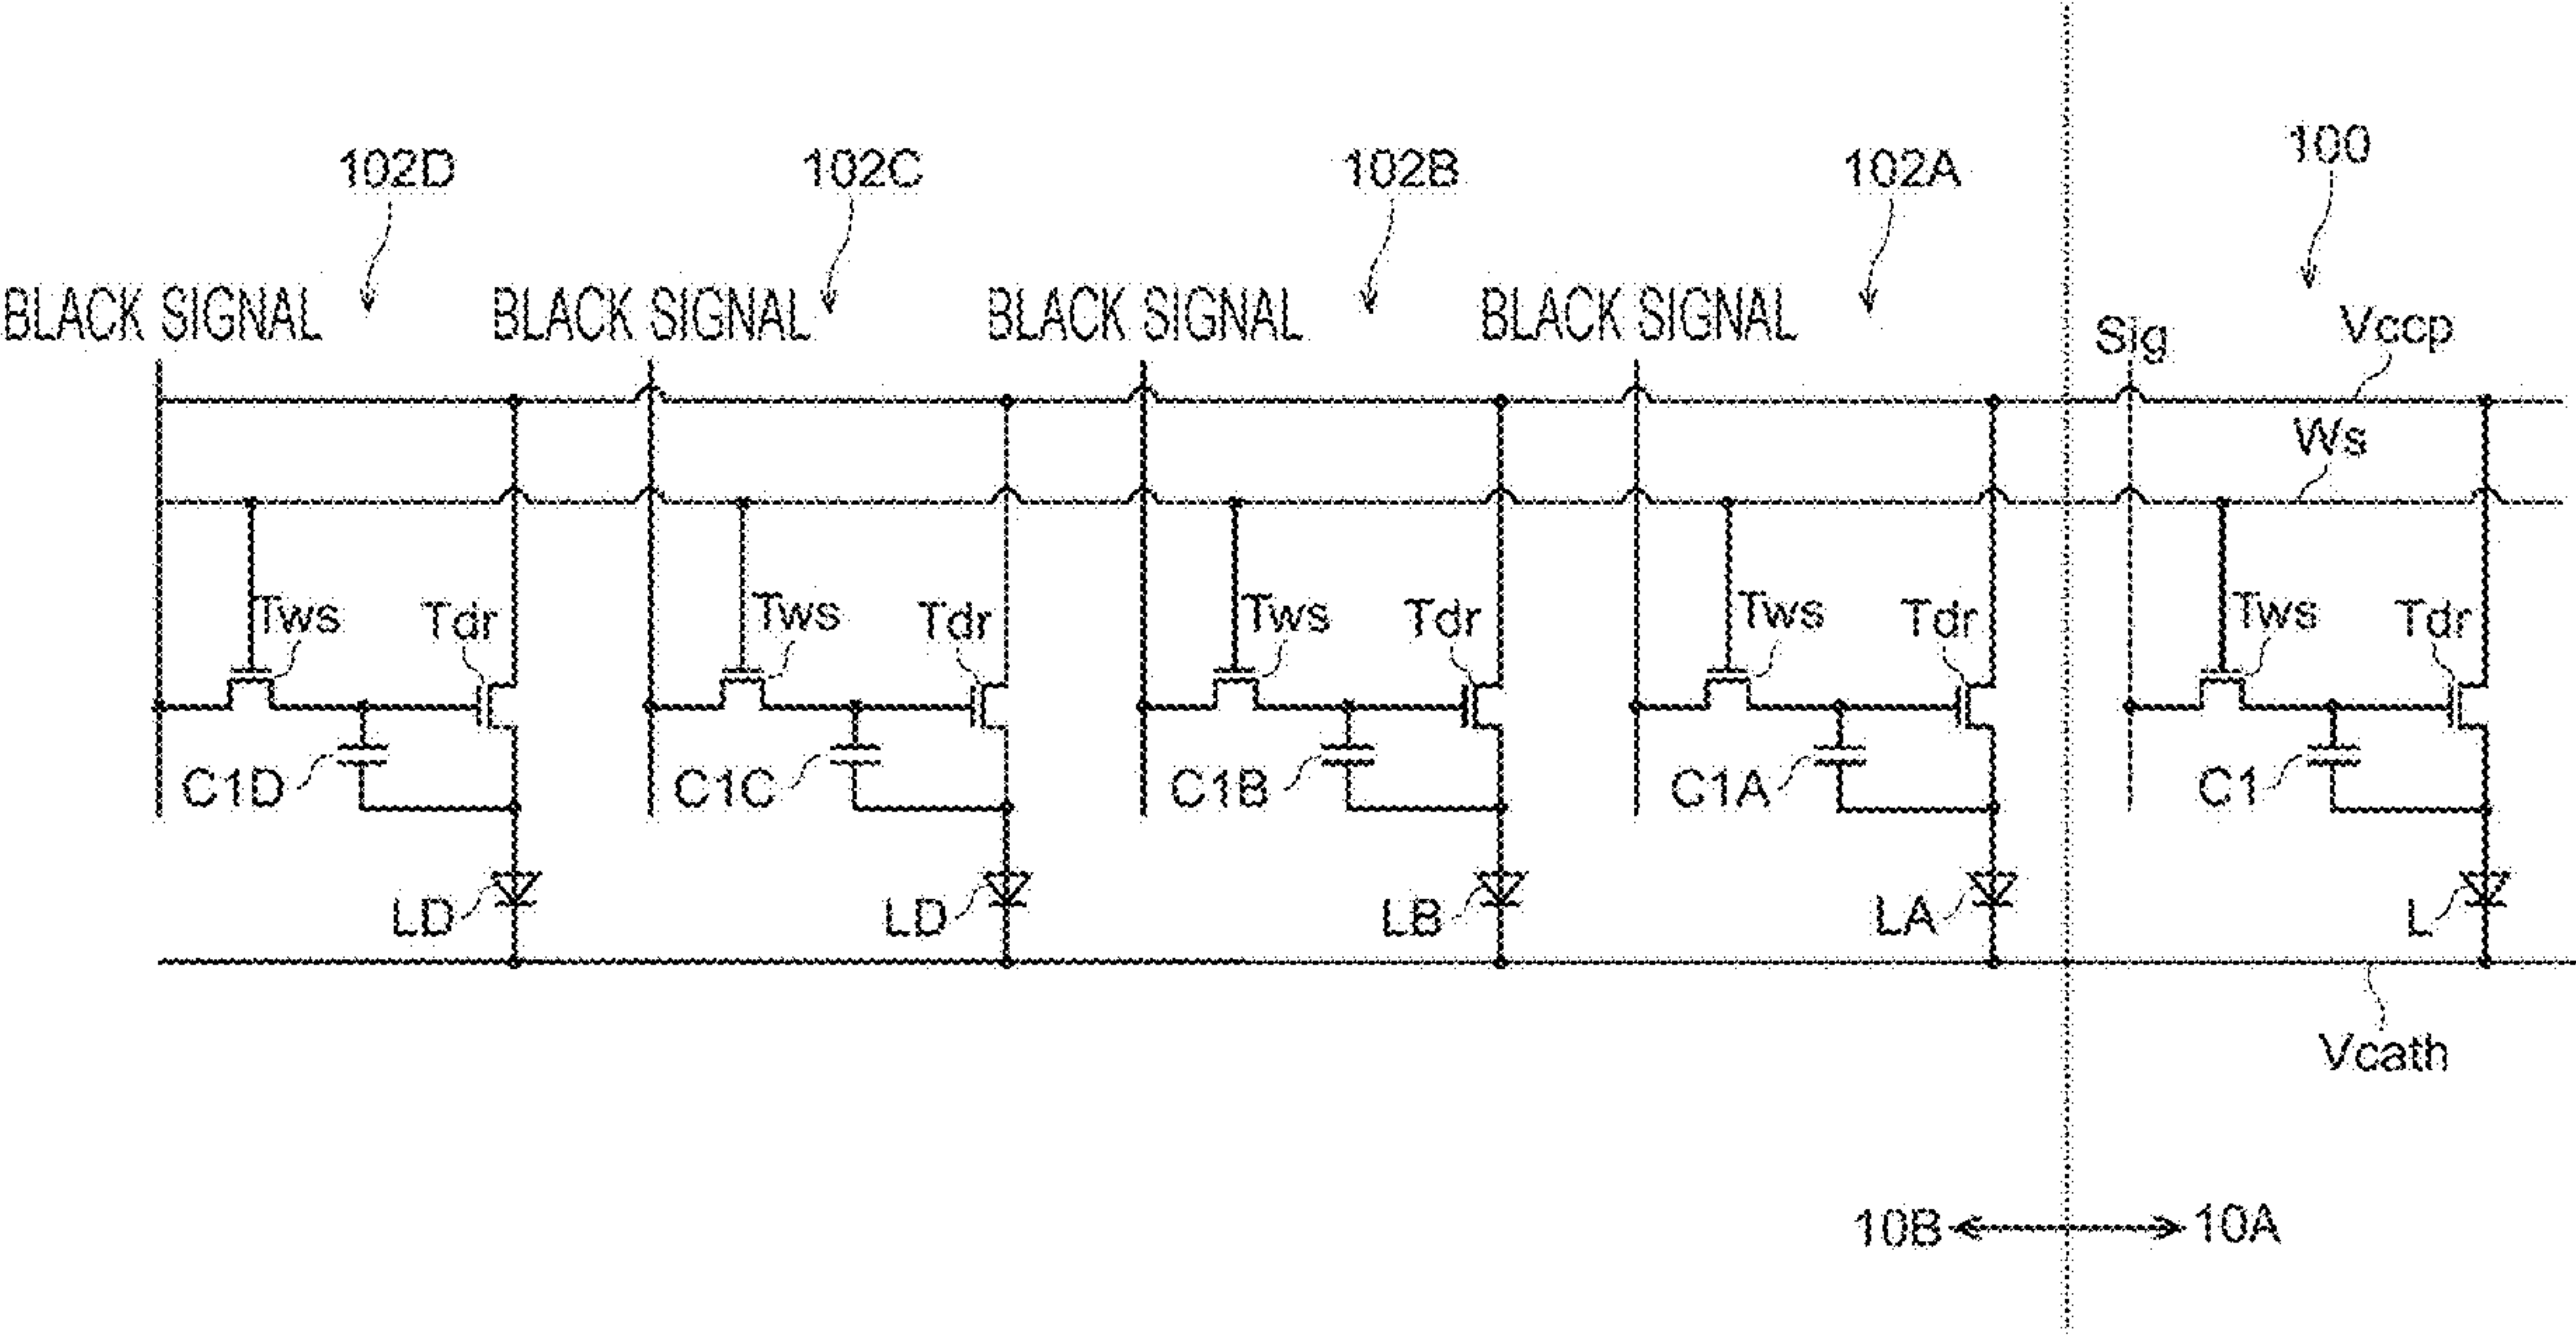 102D 102C 102B 102A 100
BLACK SIGNAL BLACK SIGNAL BLACK SIGNAL BLACK SIGNAL Sig Vccp
Ws
Tws Tdr Tws Tdr Tws Tdr Tws Tdr Tws Tdr
C1D C1C C1B C1A C1
LD LD LB LA L
Vcath
10B 10A